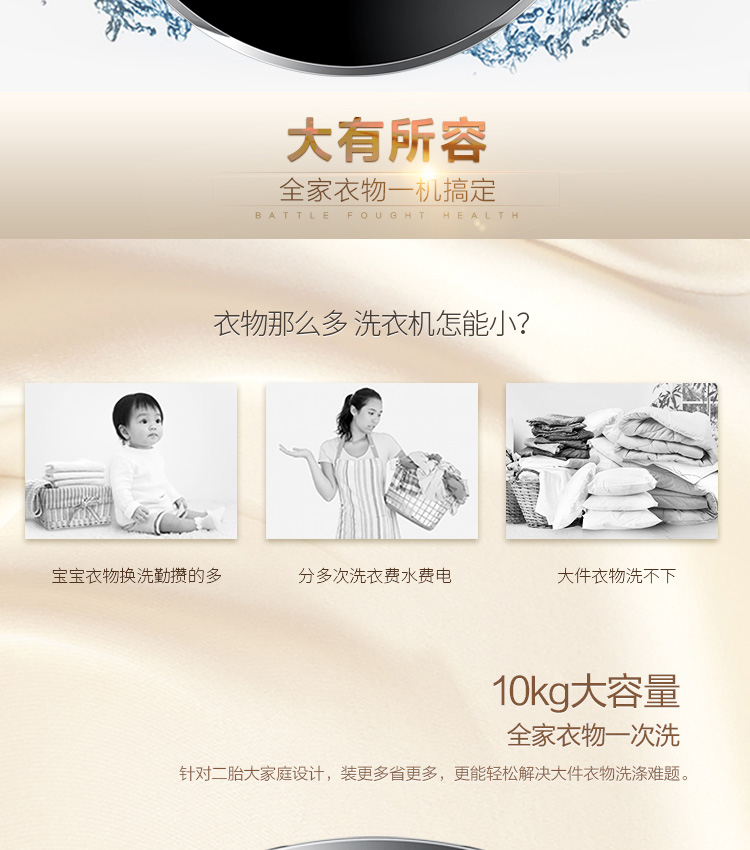 大有所容
全家衣物一机搞定
BATTLE FOUGHT HEALTH
衣物那么多 洗衣机怎能小？
宝宝衣物换洗勤攒的多
分多次洗衣费水费电
大件衣物洗不下
10kg大容量
全家衣物一次洗
针对二胎大家庭设计，装更多省更多，更能轻松解决大件衣物洗涤难题。